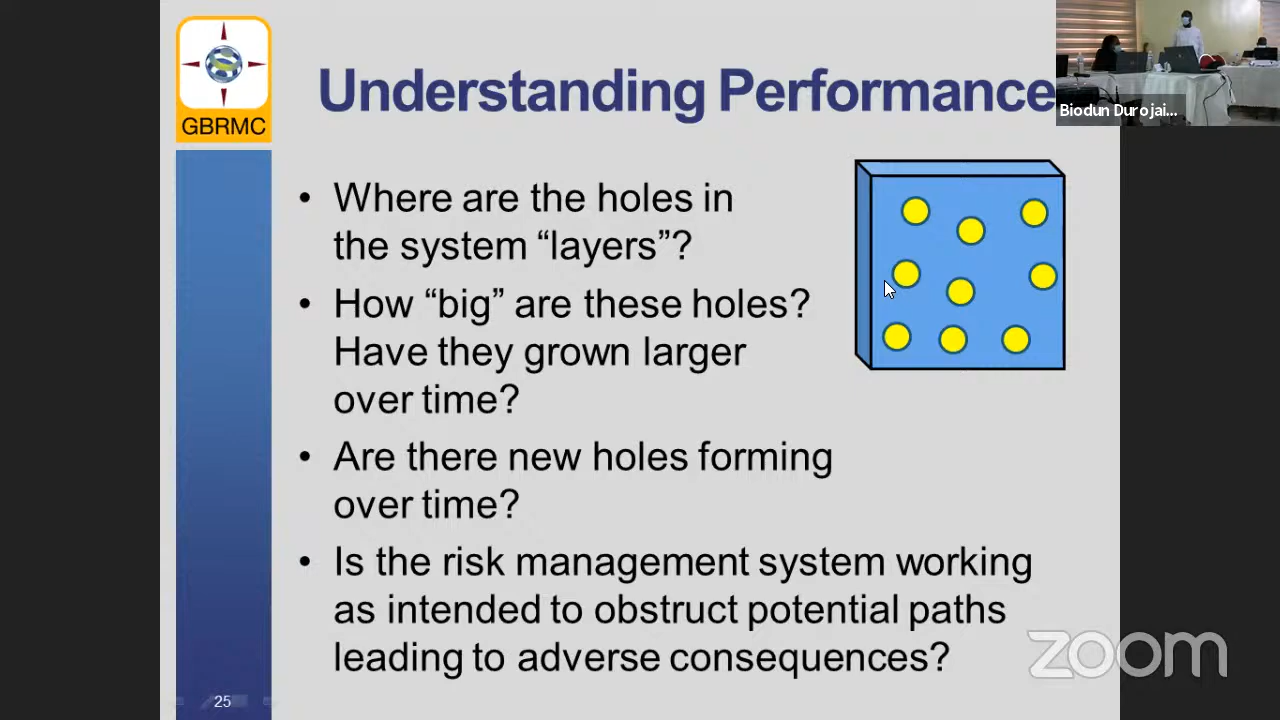 GBRMC
Understanding Performance
Biodun Durojai...
• Where are the holes in
the system “layers”?
• How “big” are these holes?
Have they grown larger
over time?
• Are there new holes forming
over time?
• Is the risk management system working
as intended to obstruct potential paths
leading to adverse consequences?
zoom
25